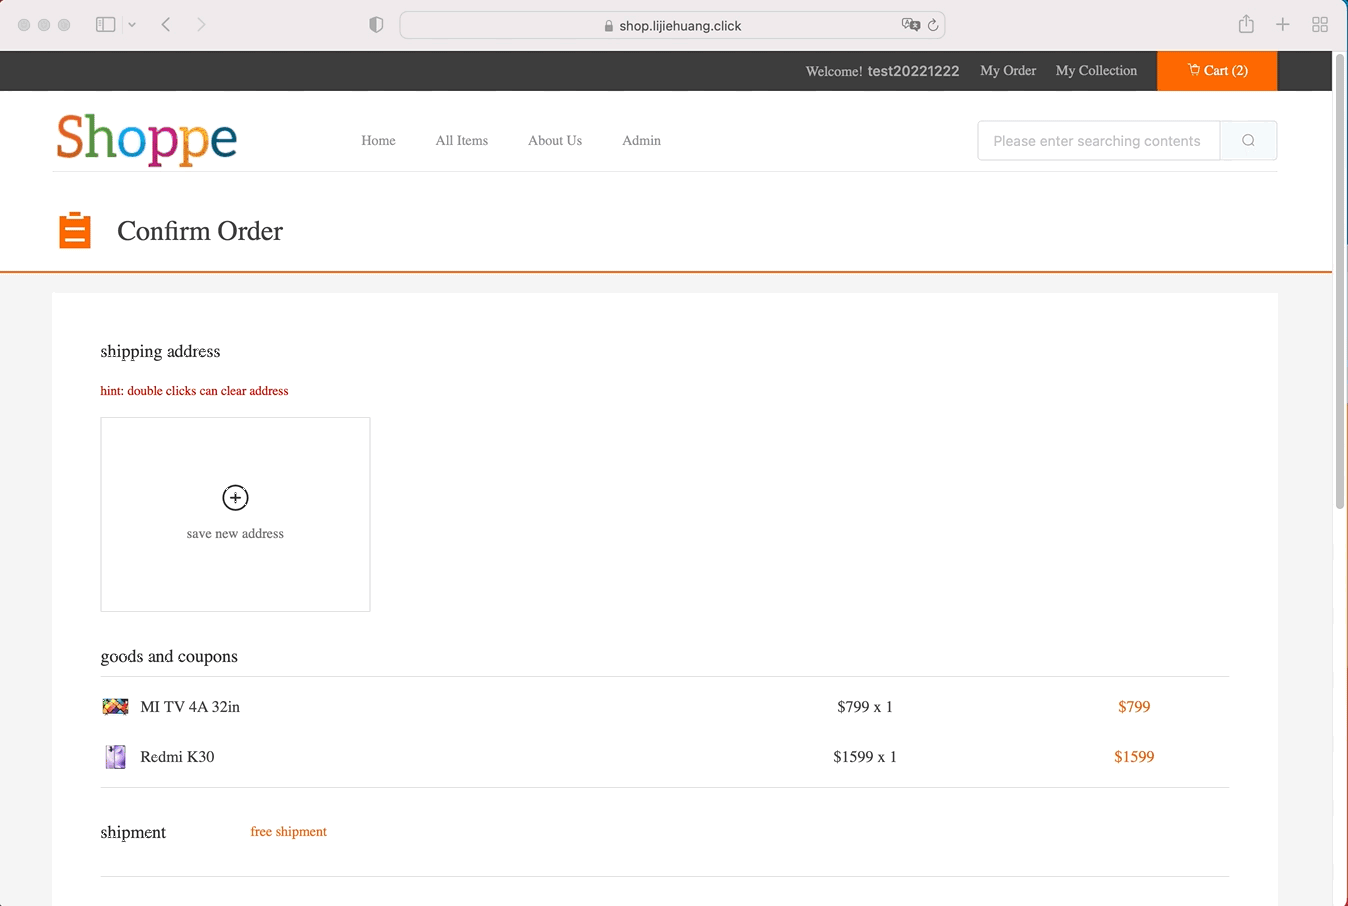 shop.lijiehuang.click
Welcome! test20221222 My Order My Collection Cart (2)
Shoppe Home All Items About Us Admin Please enter searching contents
Confirm Order
shipping address
hint: double clicks can clear address
save new address
goods and coupons
MI TV 4A 32in $799 x 1 $799
Redmi K30 $1599 x 1 $1599
shipment free shipment